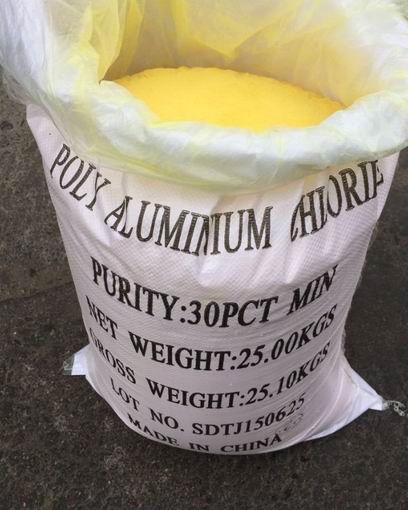 POLY ALUMINIUM CHLORIE
PURITY:30PCT MIN
NET WEIGHT:25.00KGS
GROSS WEIGHT:25.10KGS
LOT NO. SDTJ150625
MADE IN CHINA